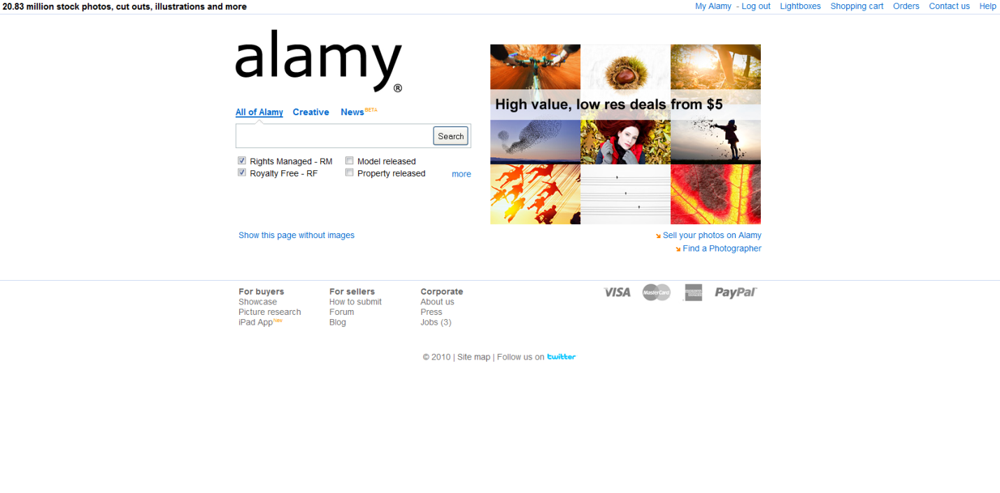 20.83 million stock photos, cut outs, illustrations and more
My Alamy - Log out Lightboxes Shopping cart Orders Contact us Help
alamy®
All of Alamy Creative News BETA
Search
Rights Managed - RM Model released
Royalty Free - RF Property released more
High value, low res deals from $5
Show this page without images
Sell your photos on Alamy
Find a Photographer
For buyers
Showcase
Picture research
iPad App New
For sellers
How to submit
Forum
Blog
Corporate
About us
Press
Jobs (3)
VISA MasterCard AMERICAN EXPRESS PayPal
© 2010 | Site map | Follow us on twitter